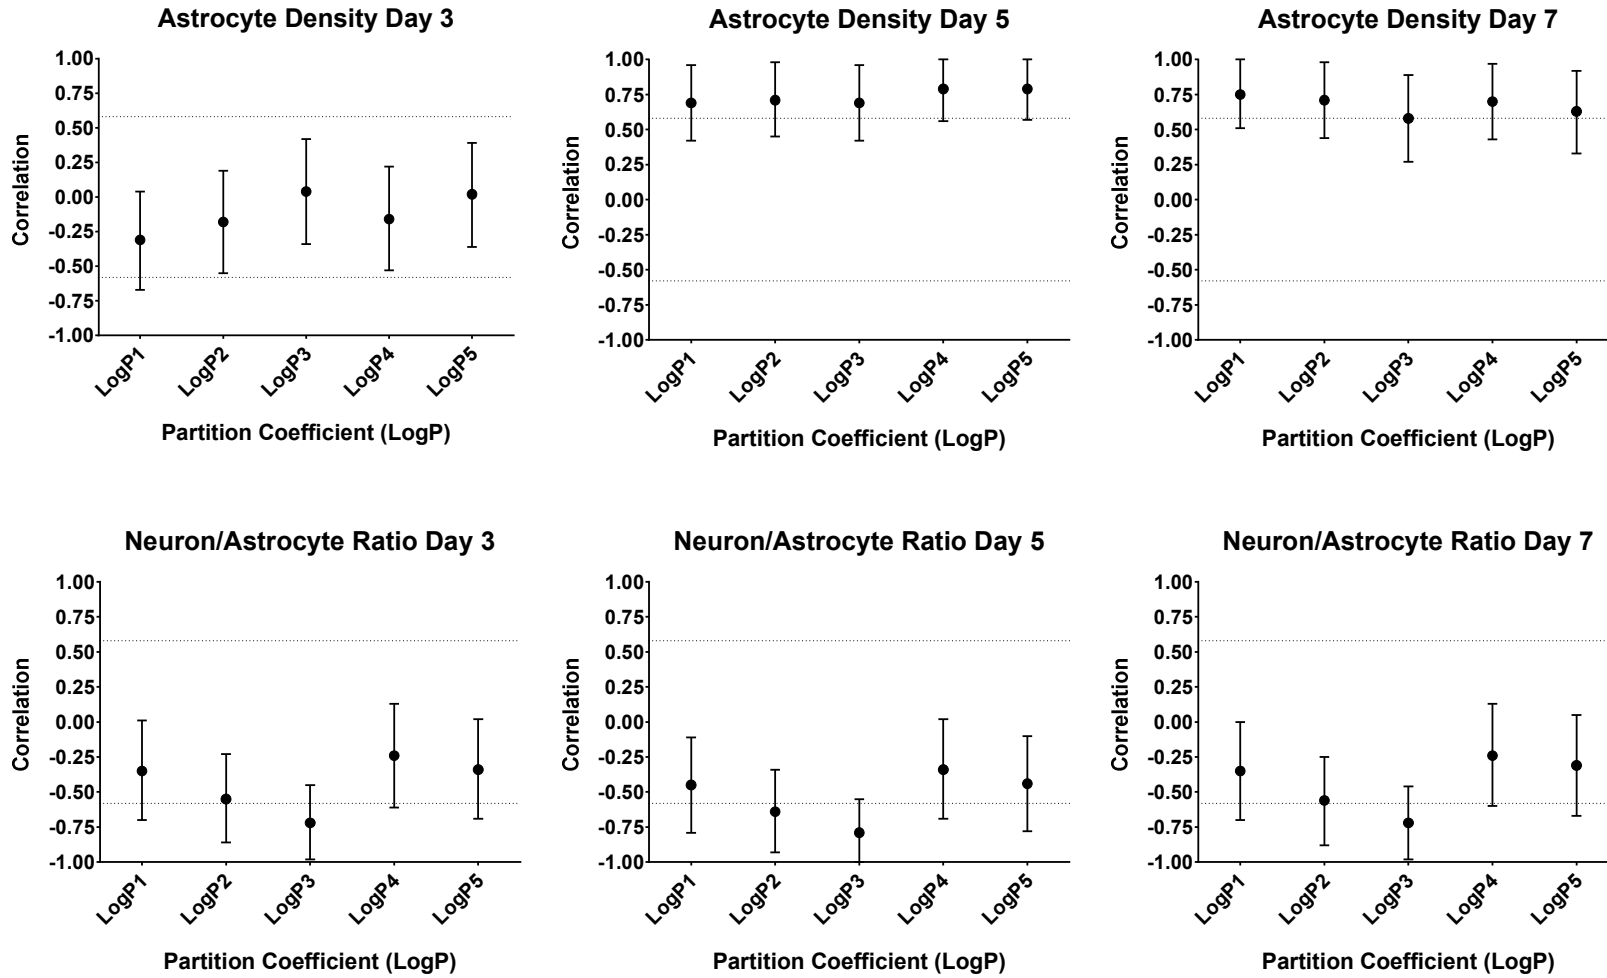 Astrocyte Density Day 3
1.00
0.75
0.50
0.25
0.00
-0.25
-0.50
-0.75
-1.00
Correlation
LogP1
LogP2
LogP3
LogP4
LogP5
Partition Coefficient (LogP)
Astrocyte Density Day 5
1.00
0.75
0.50
0.25
0.00
-0.25
-0.50
-0.75
-1.00
Correlation
LogP1
LogP2
LogP3
LogP4
LogP5
Partition Coefficient (LogP)
Astrocyte Density Day 7
1.00
0.75
0.50
0.25
0.00
-0.25
-0.50
-0.75
-1.00
Correlation
LogP1
LogP2
LogP3
LogP4
LogP5
Partition Coefficient (LogP)
Neuron/Astrocyte Ratio Day 3
1.00
0.75
0.50
0.25
0.00
-0.25
-0.50
-0.75
-1.00
Correlation
LogP1
LogP2
LogP3
LogP4
LogP5
Partition Coefficient (LogP)
Neuron/Astrocyte Ratio Day 5
1.00
0.75
0.50
0.25
0.00
-0.25
-0.50
-0.75
-1.00
Correlation
LogP1
LogP2
LogP3
LogP4
LogP5
Partition Coefficient (LogP)
Neuron/Astrocyte Ratio Day 7
1.00
0.75
0.50
0.25
0.00
-0.25
-0.50
-0.75
-1.00
Correlation
LogP1
LogP2
LogP3
LogP4
LogP5
Partition Coefficient (LogP)